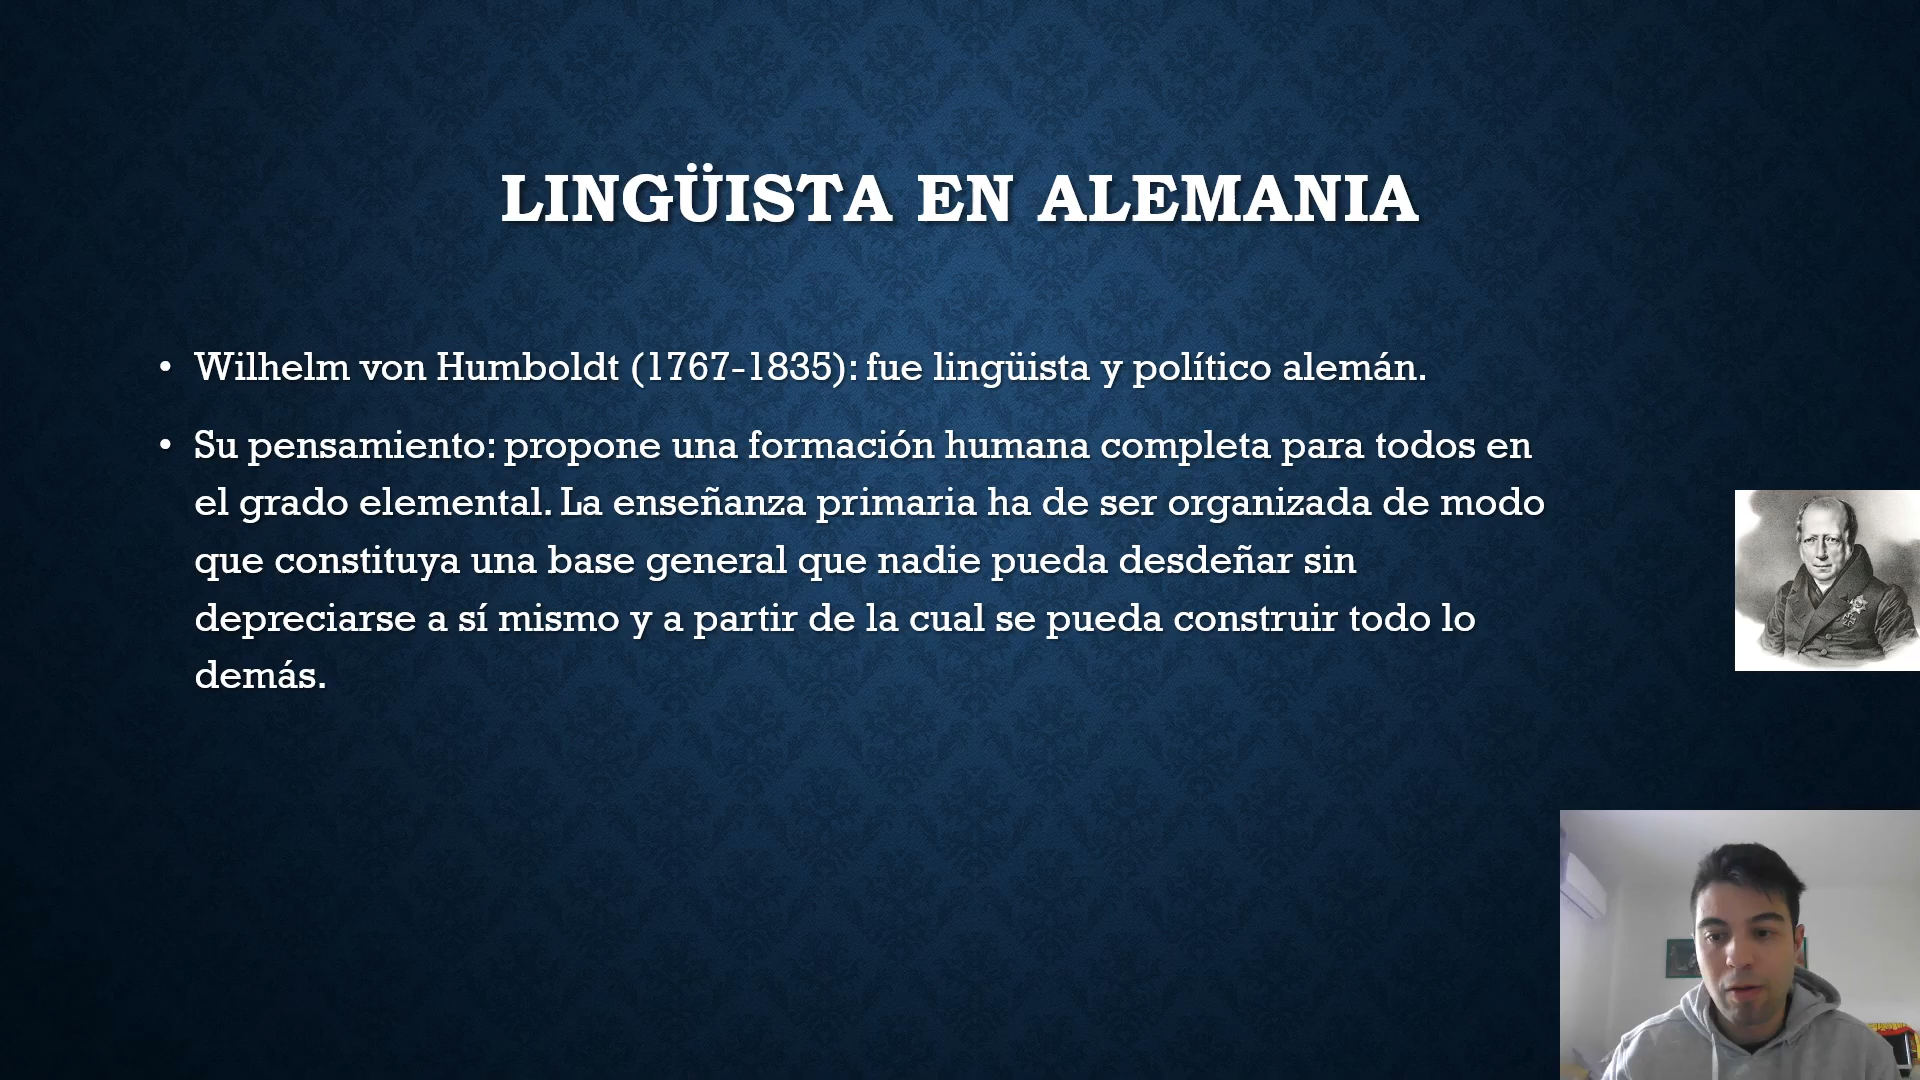 LINGÜISTA EN ALEMANIA
• Wilhelm von Humboldt (1767-1835): fue lingüista y político alemán.
• Su pensamiento: propone una formación humana completa para todos en
el grado elemental. La enseñanza primaria ha de ser organizada de modo
que constituya una base general que nadie pueda desdeñar sin
depreciarse a sí mismo y a partir de la cual se pueda construir todo lo
demás.